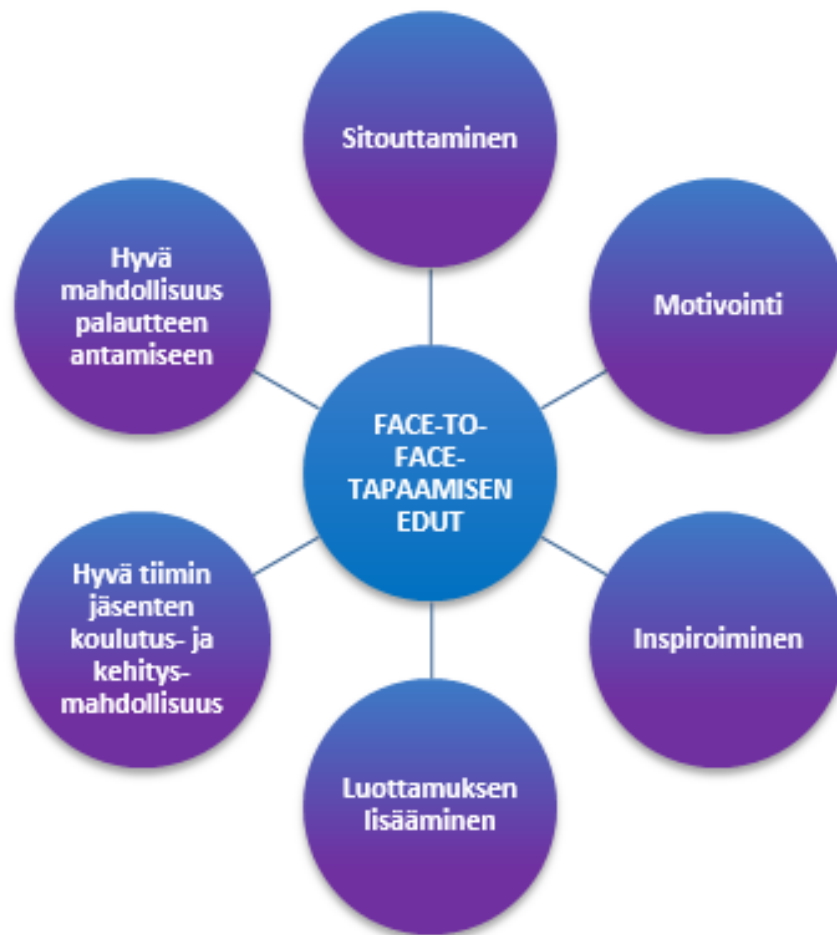 Sitouttaminen
Motivointi
Inspiroiminen
Luottamuksen
lisääminen
Hyvä tiimin
jäsenten
koulutus- ja
kehitys-
mahdollisuus
Hyvä
mahdollisuus
palautteen
antamiseen
FACE-TO-
FACE-
TAPAAMISEN
EDUT